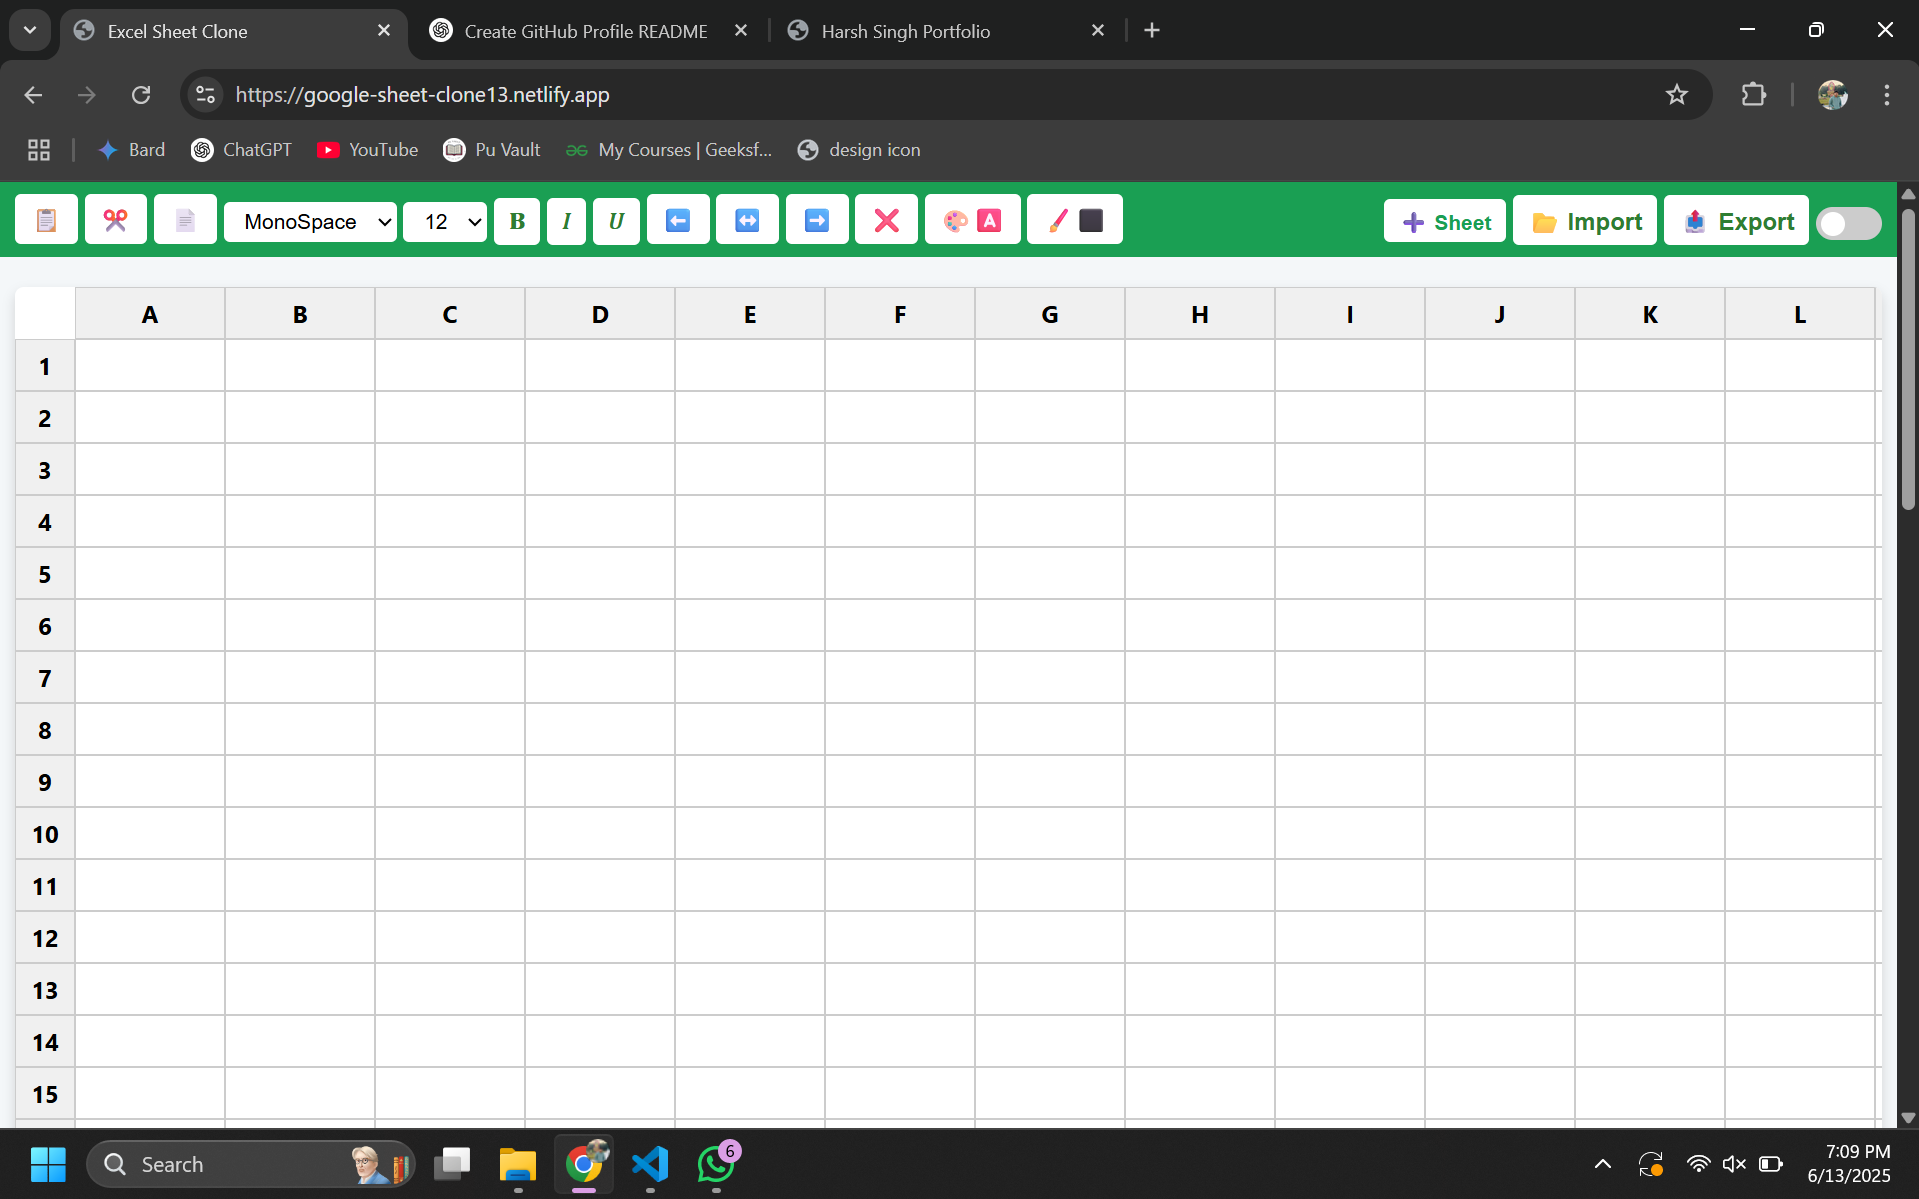 Excel Sheet Clone
Create GitHub Profile README
Harsh Singh Portfolio
https://google-sheet-clone13.netlify.app
Bard
ChatGPT
YouTube
Pu Vault
My Courses | Geeksf...
design icon
MonoSpace
12
B
I
U
A
Sheet
Import
Export
A B C D E F G H I J K L
1
2
3
4
5
6
7
8
9
10
11
12
13
14
15
Search
6
7:09 PM
6/13/2025